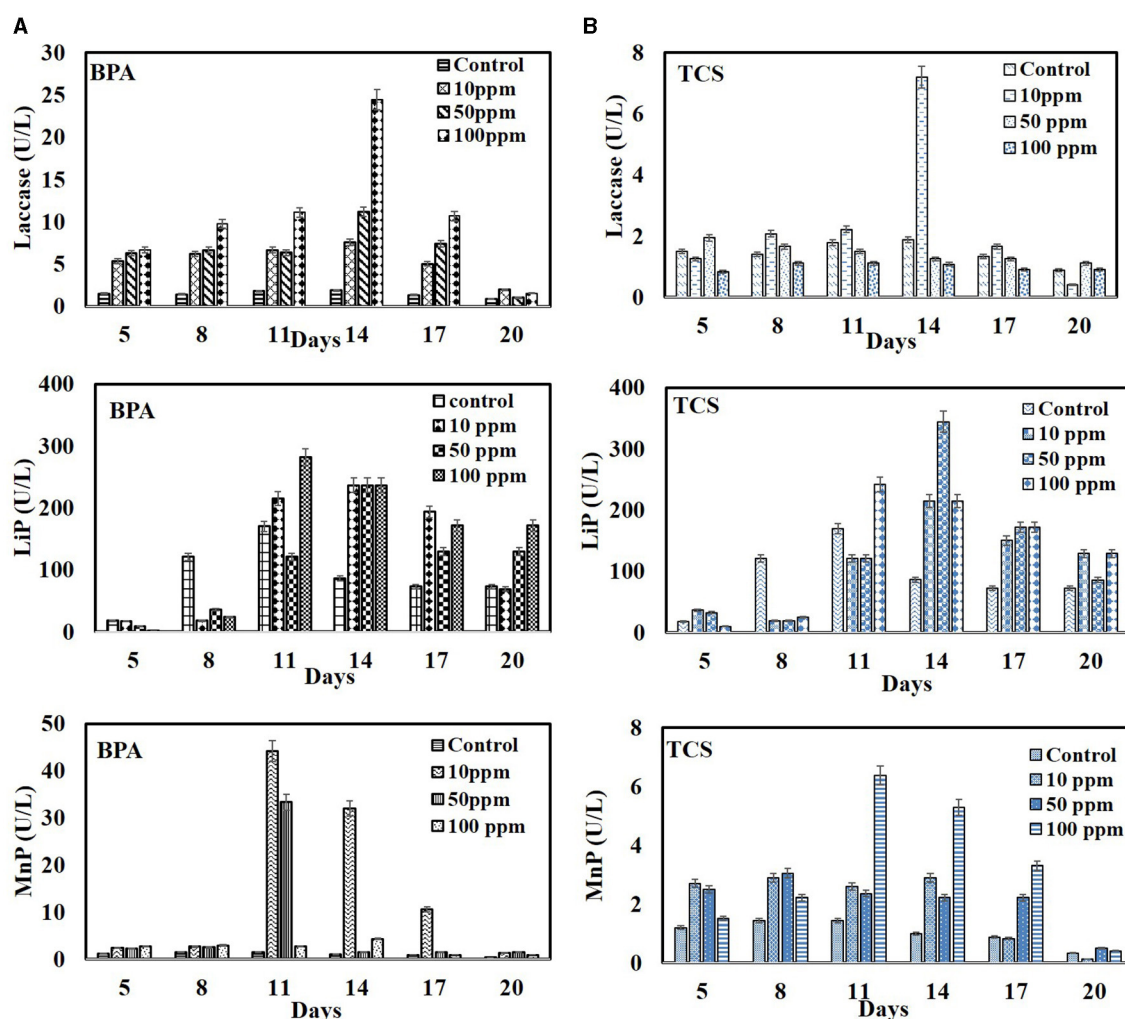 A
BPA
Laccase (U/L)
30
25
20
15
10
5
0
Control
10ppm
50ppm
100ppm
5 8 11 14 17 20
Days
LiP (U/L)
BPA
400
300
200
100
0
control
10 ppm
50 ppm
100 ppm
5 8 11 14 17 20
Days
MnP (U/L)
BPA
50
40
30
20
10
0
Control
10ppm
50ppm
100 ppm
5 8 11 14 17 20
Days
B
TCS
Laccase (U/L)
8
6
4
2
0
Control
10ppm
50 ppm
100 ppm
5 8 11 14 17 20
Days
TCS
LiP (U/L)
400
300
200
100
0
Control
10 ppm
50 ppm
100 ppm
5 8 11 14 17 20
Days
TCS
MnP (U/L)
8
6
4
2
0
Control
10 ppm
50 ppm
100 ppm
5 8 11 14 17 20
Days